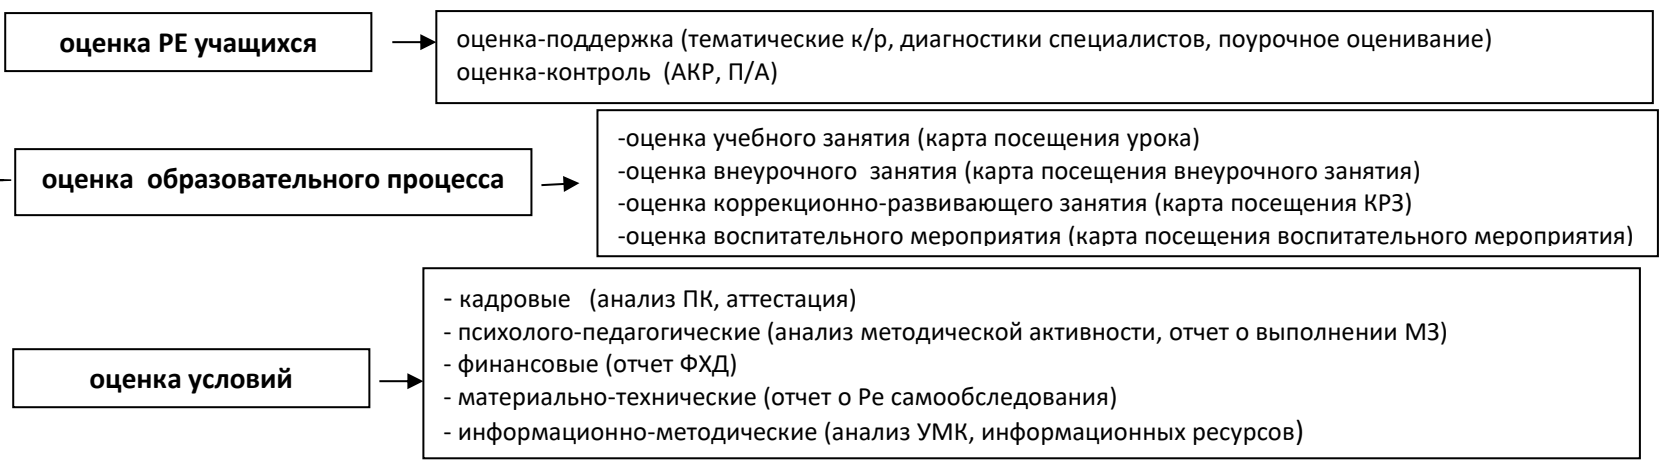 оценка РЕ учащихся
оценка-поддержка (тематические к/р, диагностики специалистов, поурочное оценивание)
оценка-контроль (АКР, П/А)
оценка образовательного процесса
-оценка учебного занятия (карта посещения урока)
-оценка внеурочного занятия (карта посещения внеурочного занятия)
-оценка коррекционно-развивающего занятия (карта посещения КРЗ)
-оценка воспитательного мероприятия (карта посещения воспитательного мероприятия)
оценка условий
- кадровые (анализ ПК, аттестация)
- психолого-педагогические (анализ методической активности, отчет о выполнении МЗ)
- финансовые (отчет ФХД)
- материально-технические (отчет о Ре самообследования)
- информационно-методические (анализ УМК, информационных ресурсов)